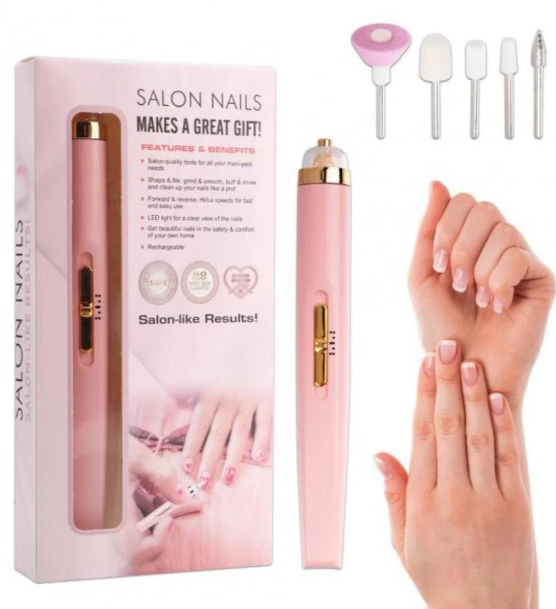 SALON NAILS
MAKES A GREAT GIFT!
FEATURES & BENEFITS
Salon-quality tools for all your mani-ped
needs
Shape & file, grind & smooth, buff & shine
and clean-up your nails like a pro!
Forward & reverse, Hi/Lo speeds for fast
and easy use
LED light for a clear view of the nails
Get beautiful nails in the safety & comfort
of your own home
Rechargeable
SAFE
60
Salon-like Results!
SALON NAILS
SALON-LIKE RESULTS!